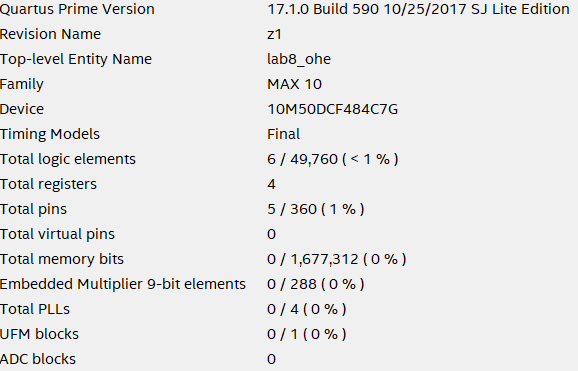 Quartus Prime Version 17.1.0 Build 590 10/25/2017 SJ Lite Edition
Revision Name z1
Top-level Entity Name lab8_ohe
Family MAX 10
Device 10M50DCF484C7G
Timing Models Final
Total logic elements 6 / 49,760 ( < 1 % )
Total registers 4
Total pins 5 / 360 ( 1 % )
Total virtual pins 0
Total memory bits 0 / 1,677,312 ( 0 % )
Embedded Multiplier 9-bit elements 0 / 288 ( 0 % )
Total PLLs 0 / 4 ( 0 % )
UFM blocks 0 / 1 ( 0 % )
ADC blocks 0